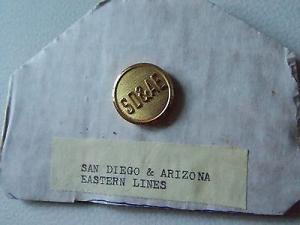 SD&AE
SAN DIEGO & ARIZONA
EASTERN LINES